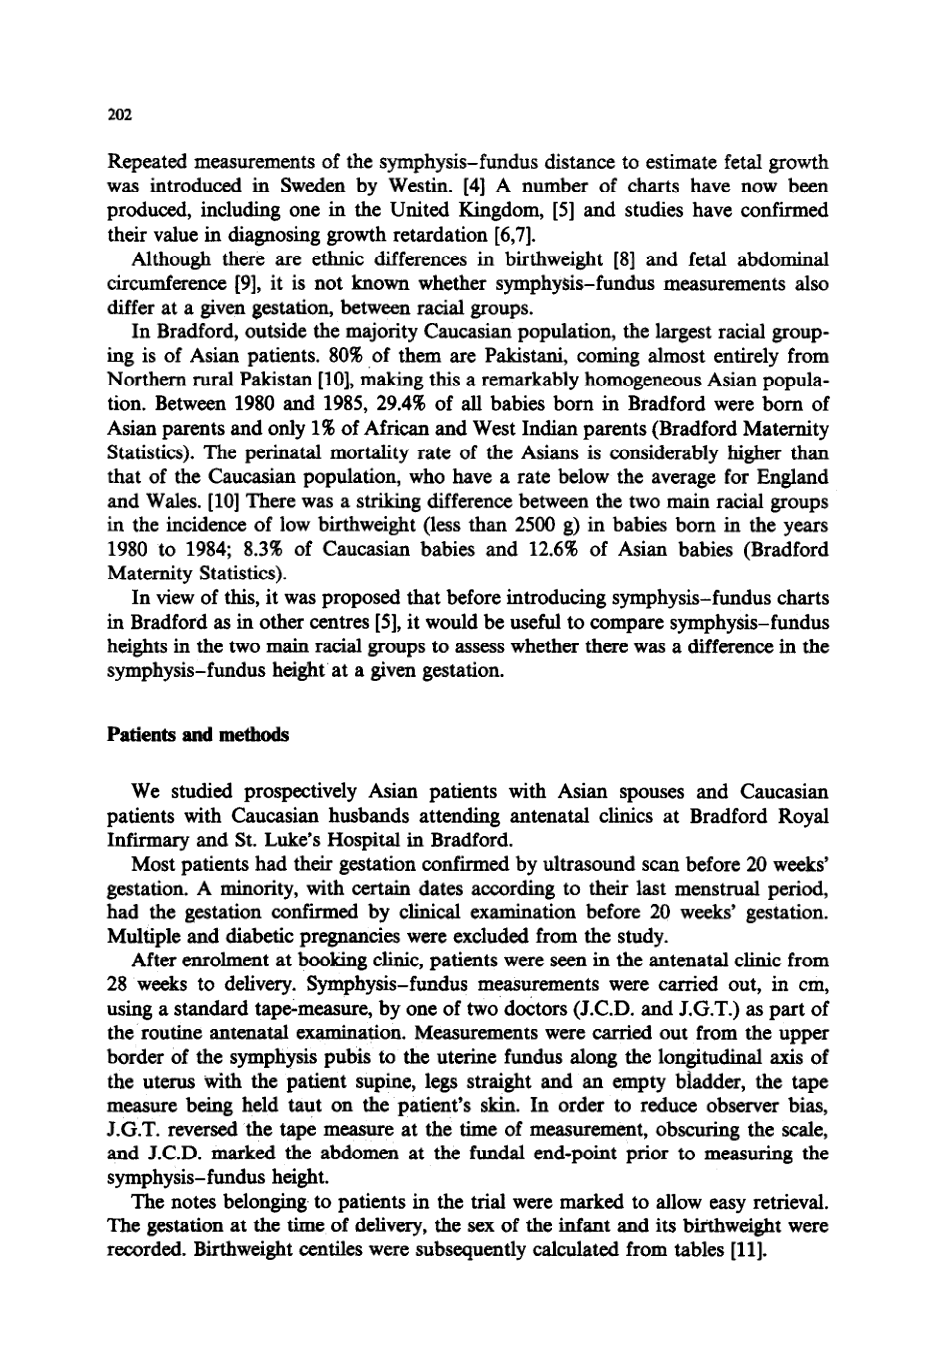 202
Repeated measurements of the symphysis–fundus distance to estimate fetal growth
was introduced in Sweden by Westin. [4] A number of charts have now been
produced, including one in the United Kingdom, [5] and studies have confirmed
their value in diagnosing growth retardation [6,7].
Although there are ethnic differences in birthweight [8] and fetal abdominal
circumference [9], it is not known whether symphysis–fundus measurements also
differ at a given gestation, between racial groups.
In Bradford, outside the majority Caucasian population, the largest racial group-
ing is of Asian patients. 80% of them are Pakistani, coming almost entirely from
Northern rural Pakistan [10], making this a remarkably homogeneous Asian popula-
tion. Between 1980 and 1985, 29.4% of all babies born in Bradford were born of
Asian parents and only 1% of African and West Indian parents (Bradford Maternity
Statistics). The perinatal mortality rate of the Asians is considerably higher than
that of the Caucasian population, who have a rate below the average for England
and Wales. [10] There was a striking difference between the two main racial groups
in the incidence of low birthweight (less than 2500 g) in babies born in the years
1980 to 1984; 8.3% of Caucasian babies and 12.6% of Asian babies (Bradford
Maternity Statistics).
In view of this, it was proposed that before introducing symphysis–fundus charts
in Bradford as in other centres [5], it would be useful to compare symphysis–fundus
heights in the two main racial groups to assess whether there was a difference in the
symphysis–fundus height at a given gestation.
Patients and methods
We studied prospectively Asian patients with Asian spouses and Caucasian
patients with Caucasian husbands attending antenatal clinics at Bradford Royal
Infirmary and St. Luke's Hospital in Bradford.
Most patients had their gestation confirmed by ultrasound scan before 20 weeks'
gestation. A minority, with certain dates according to their last menstrual period,
had the gestation confirmed by clinical examination before 20 weeks' gestation.
Multiple and diabetic pregnancies were excluded from the study.
After enrolment at booking clinic, patients were seen in the antenatal clinic from
28 weeks to delivery. Symphysis–fundus measurements were carried out, in cm,
using a standard tape-measure, by one of two doctors (J.C.D. and J.G.T.) as part of
the routine antenatal examination. Measurements were carried out from the upper
border of the symphysis pubis to the uterine fundus along the longitudinal axis of
the uterus with the patient supine, legs straight and an empty bladder, the tape
measure being held taut on the patient's skin. In order to reduce observer bias,
J.G.T. reversed the tape measure at the time of measurement, obscuring the scale,
and J.C.D. marked the abdomen at the fundal end-point prior to measuring the
symphysis–fundus height.
The notes belonging to patients in the trial were marked to allow easy retrieval.
The gestation at the time of delivery, the sex of the infant and its birthweight were
recorded. Birthweight centiles were subsequently calculated from tables [11].